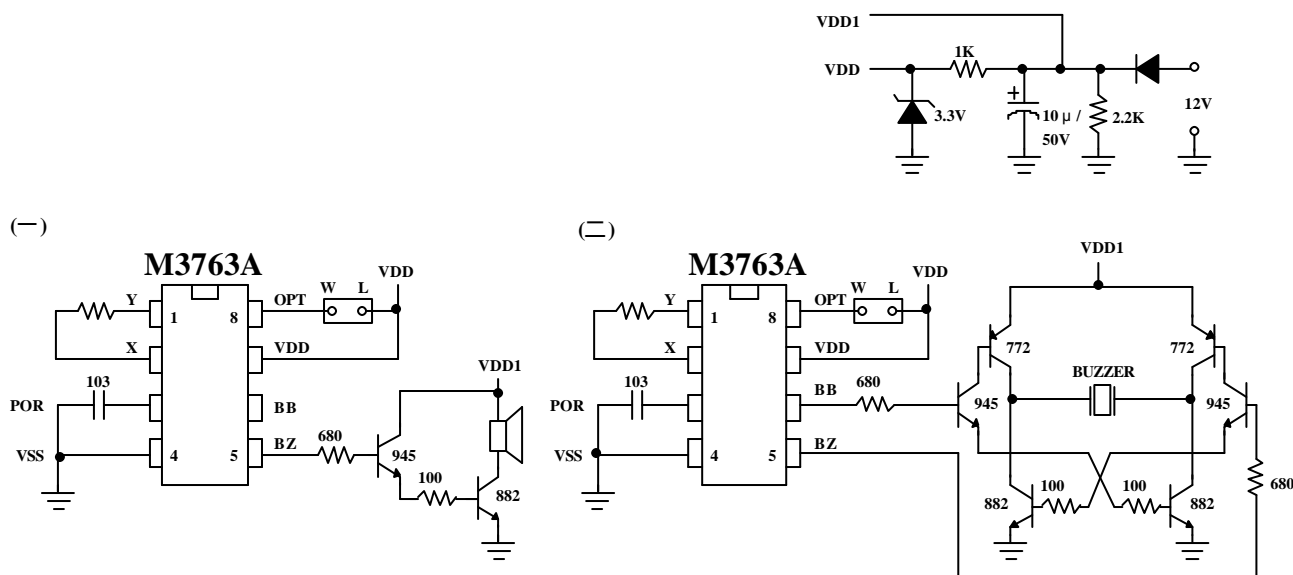 VDD1
VDD
1K
3.3V
10μ/
50V
2.2K
12V
(一)
M3763A
Y
1
8
OPT
W
L
VDD
X
VDD
103
POR
BB
VDD1
VSS
4
5
BZ
680
945
100
882
(二)
M3763A
Y
1
8
OPT
W
L
VDD
X
VDD
103
POR
BB
680
VSS
4
5
BZ
VDD1
772
772
BUZZER
945
945
882
100
100
882
680